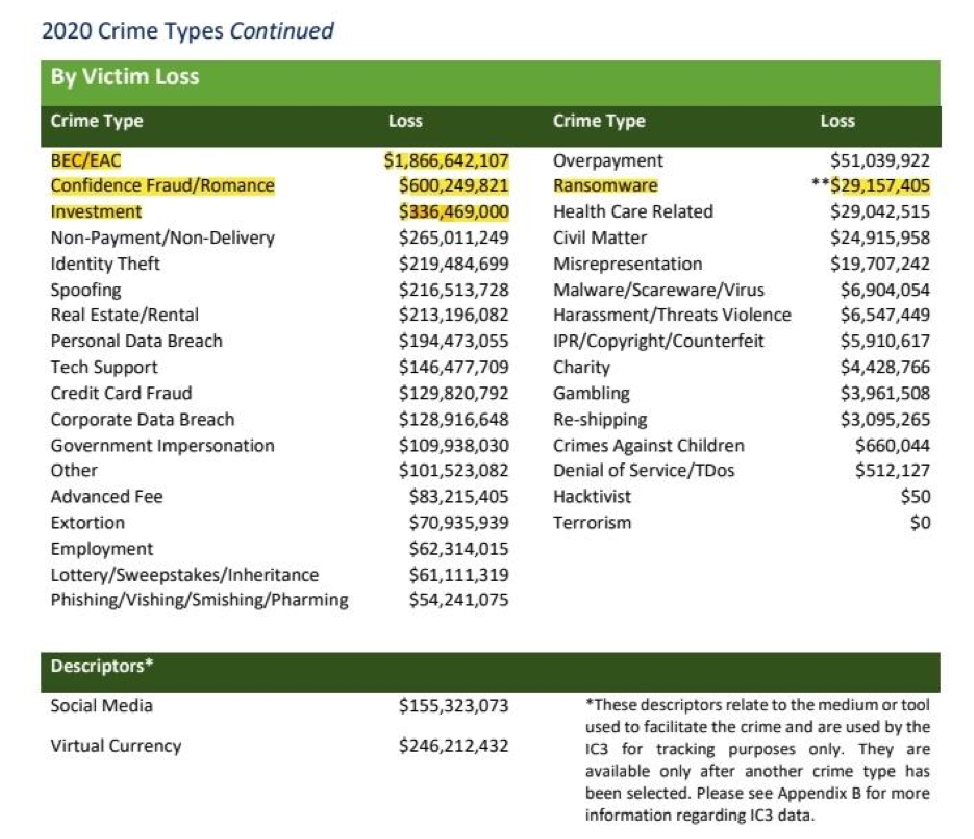 2020 Crime Types Continued
By Victim Loss
Crime Type Loss Crime Type Loss
BEC/EAC $1,866,642,107 Overpayment $51,039,922
Confidence Fraud/Romance $600,249,821 Ransomware **$29,157,405
Investment $336,469,000 Health Care Related $29,042,515
Non-Payment/Non-Delivery $265,011,249 Civil Matter $24,915,958
Identity Theft $219,484,699 Misrepresentation $19,707,242
Spoofing $216,513,728 Malware/Scareware/Virus $6,904,054
Real Estate/Rental $213,196,082 Harassment/Threats Violence $6,547,449
Personal Data Breach $194,473,055 IPR/Copyright/Counterfeit $5,910,617
Tech Support $146,477,709 Charity $4,428,766
Credit Card Fraud $129,820,792 Gambling $3,961,508
Corporate Data Breach $128,916,648 Re-shipping $3,095,265
Government Impersonation $109,938,030 Crimes Against Children $660,044
Other $101,523,082 Denial of Service/TDos $512,127
Advanced Fee $83,215,405 Hacktivist $50
Extortion $70,935,939 Terrorism $0
Employment $62,314,015
Lottery/Sweepstakes/Inheritance $61,111,319
Phishing/Vishing/Smishing/Pharming $54,241,075
Descriptors*
Social Media $155,323,073
Virtual Currency $246,212,432
*These descriptors relate to the medium or tool
used to facilitate the crime and are used by the
IC3 for tracking purposes only. They are
available only after another crime type has
been selected. Please see Appendix B for more
information regarding IC3 data.